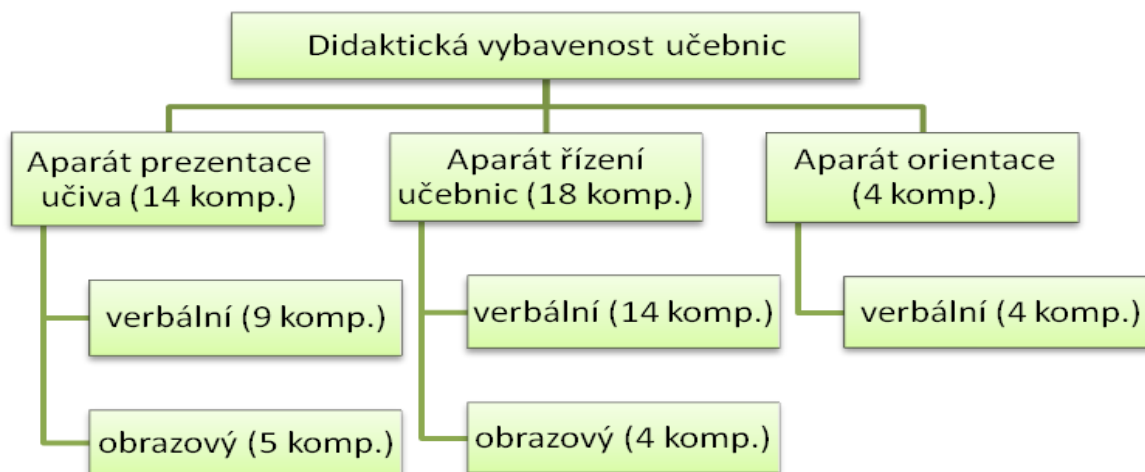 Didaktická vybavenost učebnic
Aparát prezentace
učiva (14 komp.)
verbální (9 komp.)
obrazový (5 komp.)
Aparát řízení
učebnic (18 komp.)
verbální (14 komp.)
obrazový (4 komp.)
Aparát orientace
(4 komp.)
verbální (4 komp.)